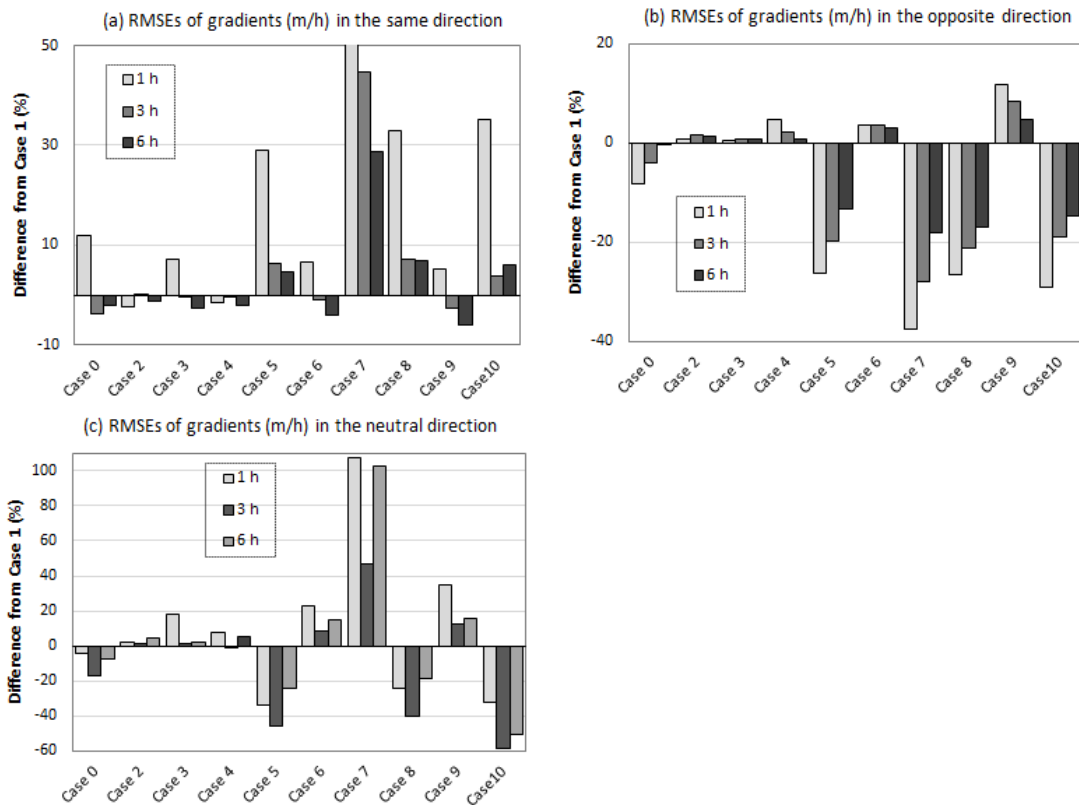 (a) RMSEs of gradients (m/h) in the same direction
Difference from Case 1 (%)
50
30
10
-10
1 h
3 h
6 h
Case 0
Case 2
Case 3
Case 4
Case 5
Case 6
Case 7
Case 8
Case 9
Case10
(b) RMSEs of gradients (m/h) in the opposite direction
Difference from Case 1 (%)
20
0
-20
-40
1 h
3 h
6 h
Case 0
Case 2
Case 3
Case 4
Case 5
Case 6
Case 7
Case 8
Case 9
Case10
(c) RMSEs of gradients (m/h) in the neutral direction
Difference from Case 1 (%)
100
80
60
40
20
0
-20
-40
-60
1 h
3 h
6 h
Case 0
Case 2
Case 3
Case 4
Case 5
Case 6
Case 7
Case 8
Case 9
Case10